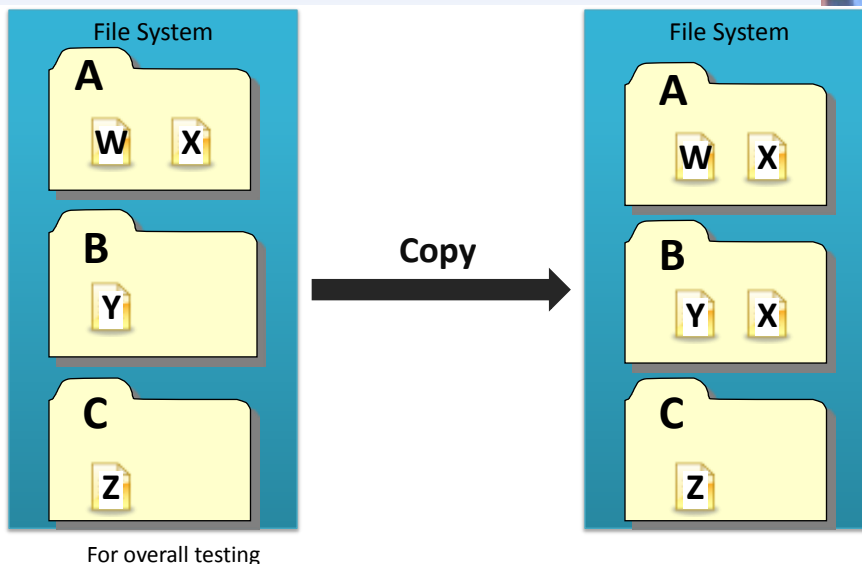 File System
A
W X
B
Y
C
Z
For overall testing
Copy
File System
A
W X
B
Y X
C
Z